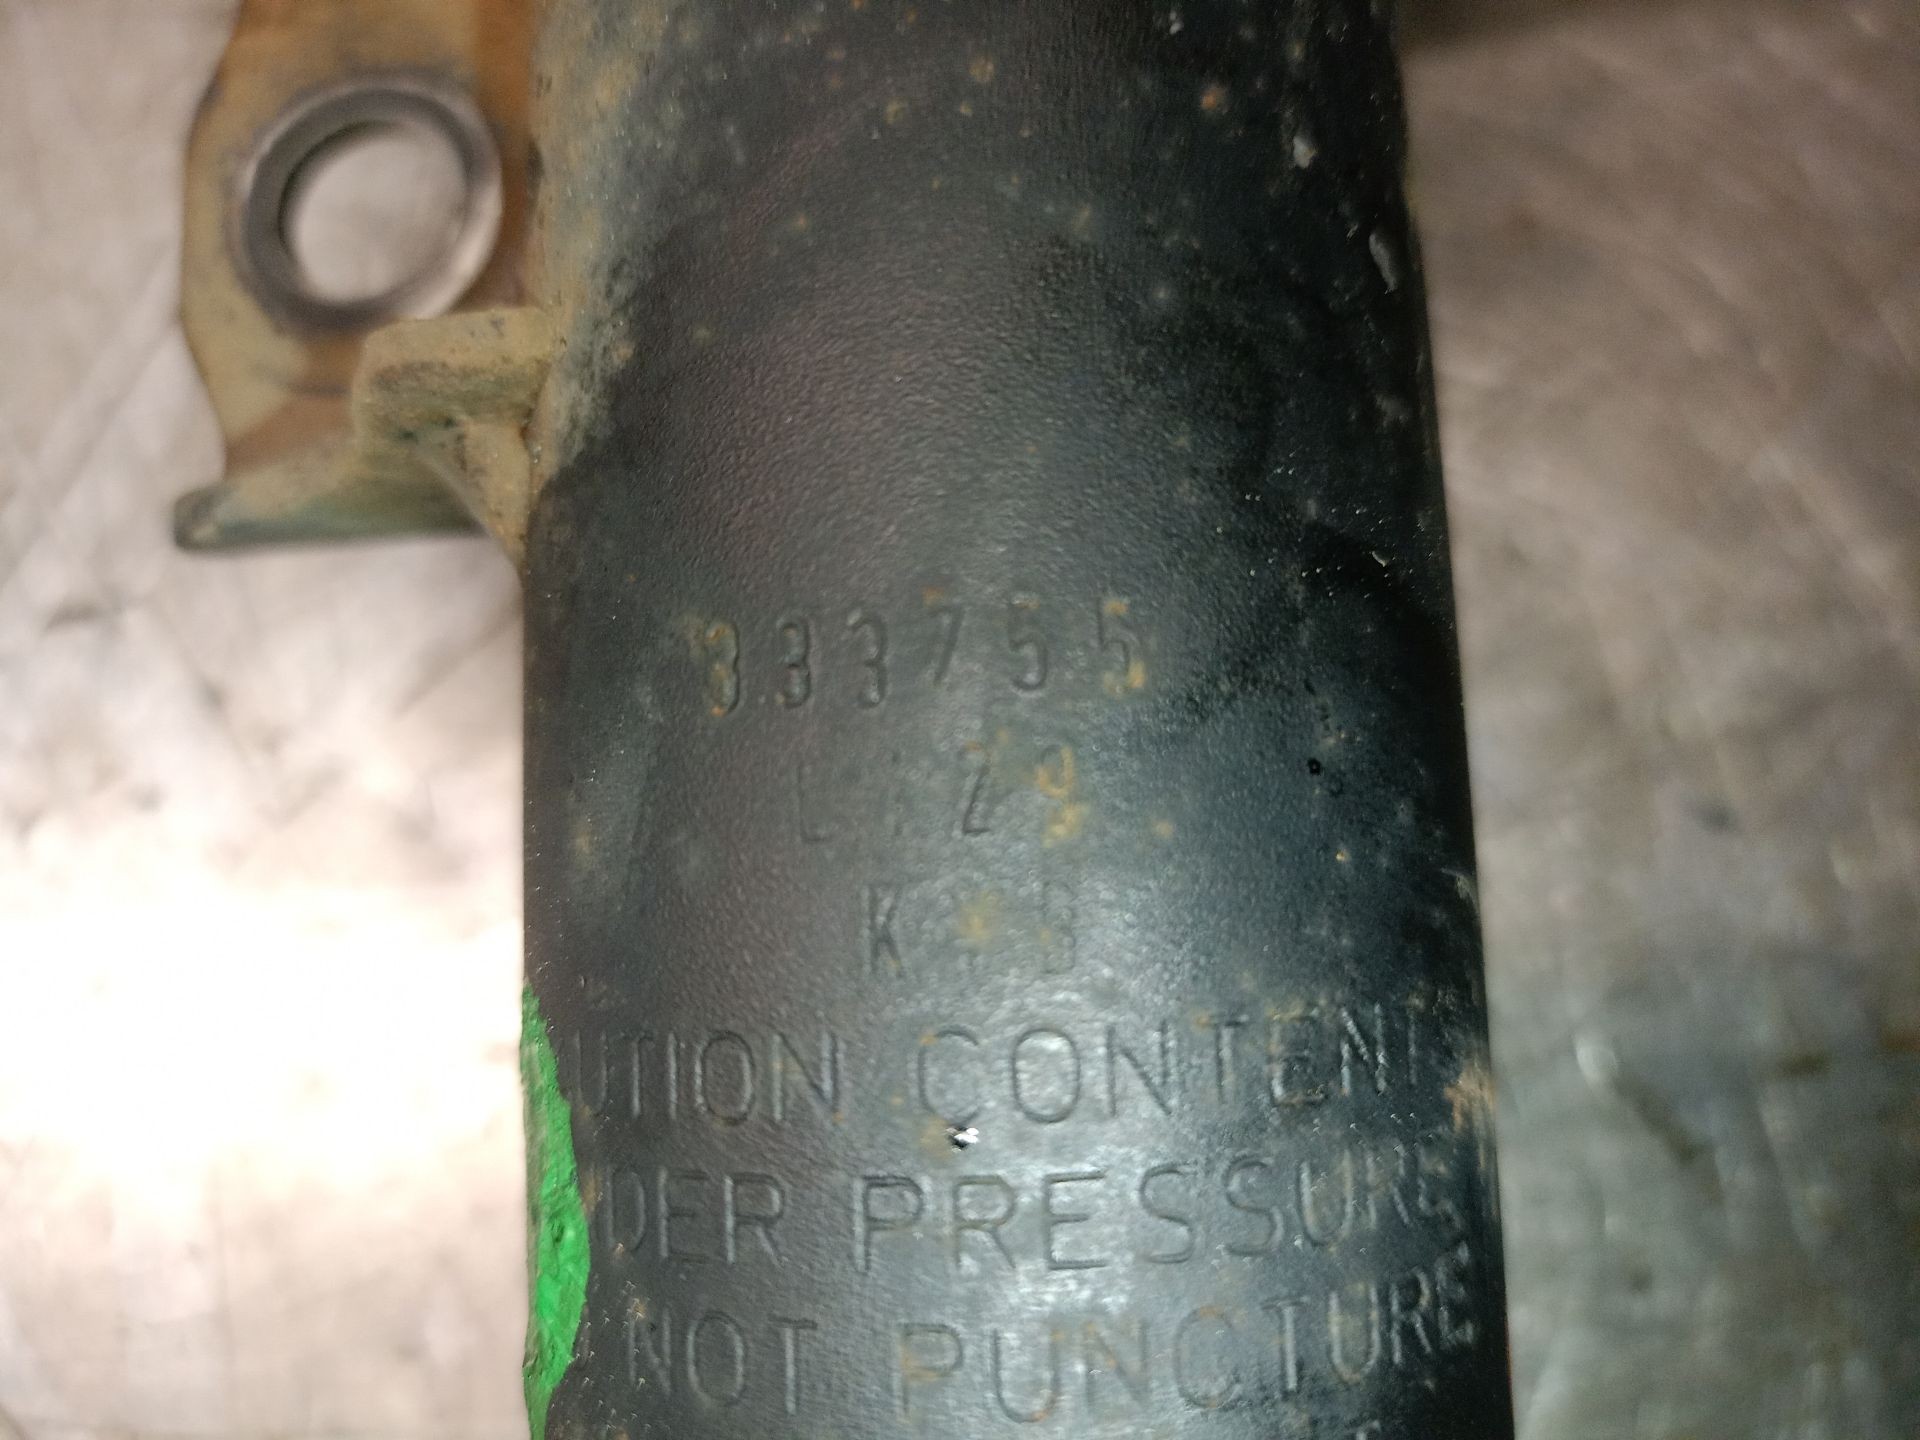 333755
UTION CONTENT
DER PRESSURE
NOT PUNCTURE